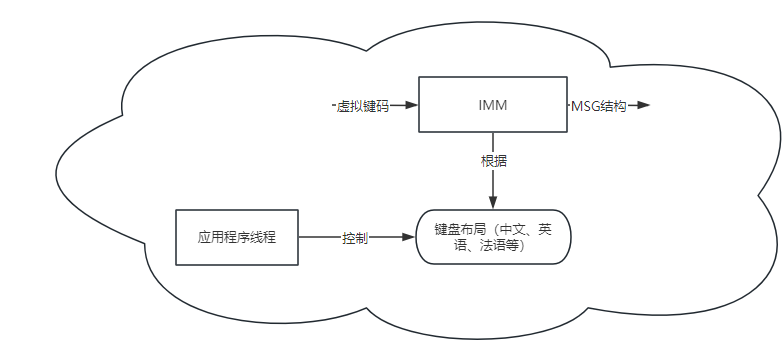 虚拟键码
IMM
MSG结构
根据
应用程序线程
控制
键盘布局（中文、英
语、法语等）